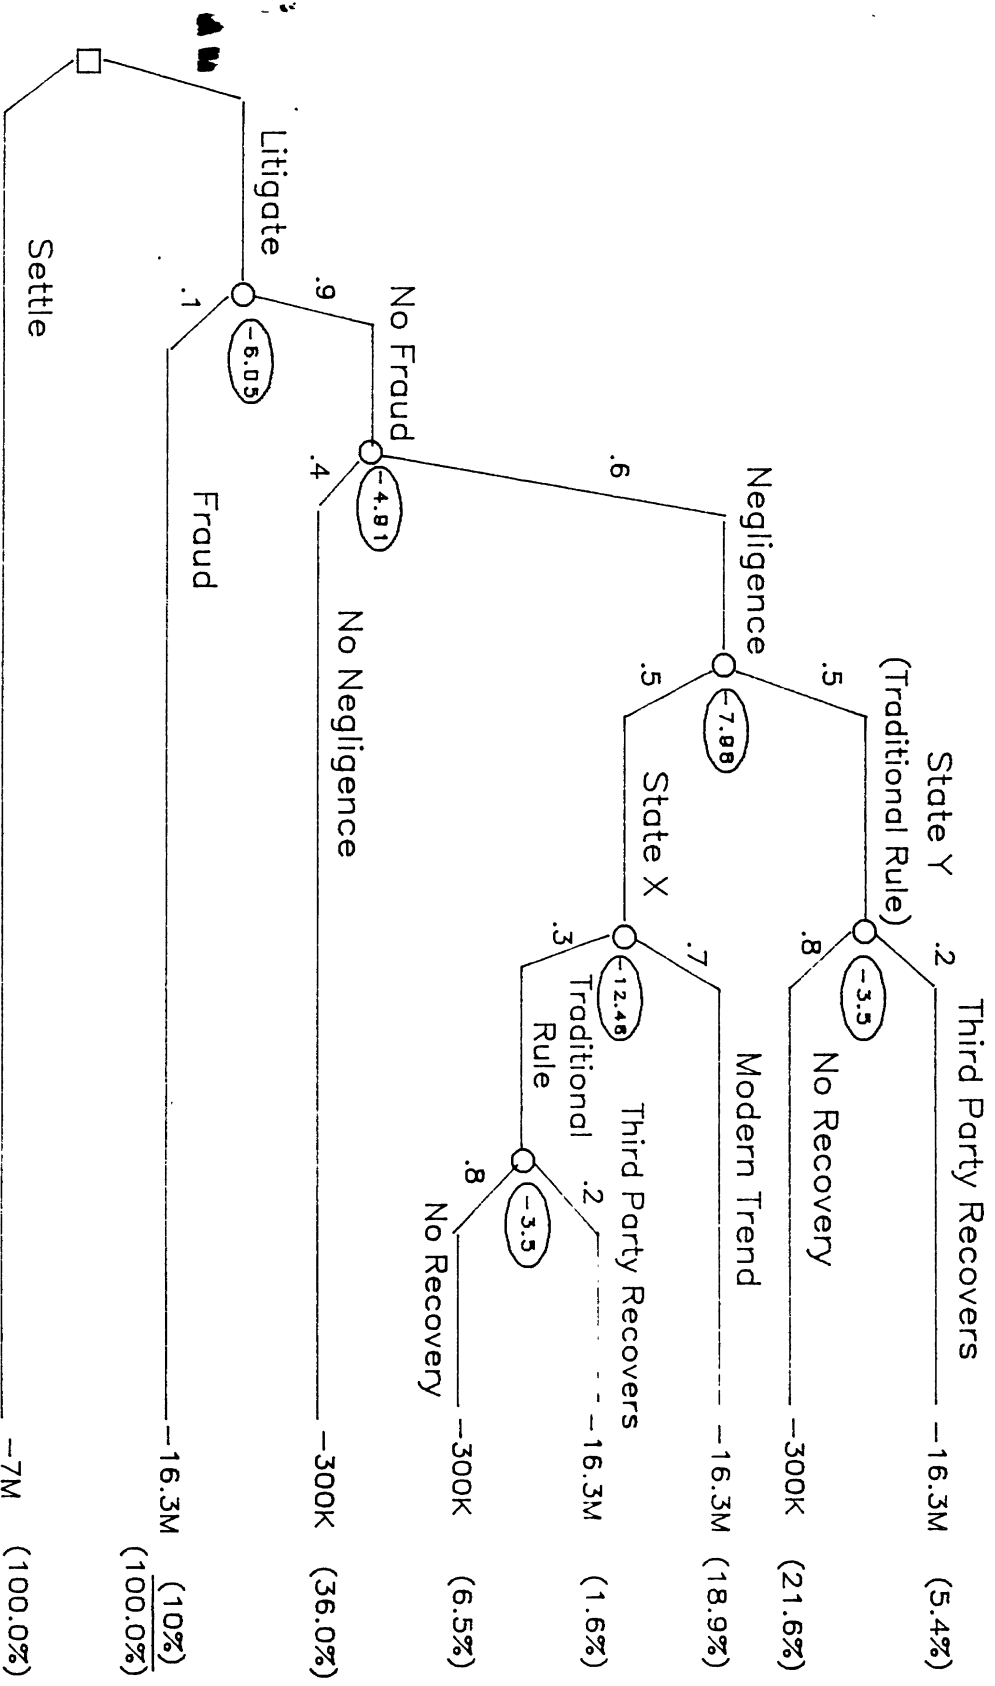 Third Party Recovers
State Y
.2
−16.3M (5.4%)
(Traditional Rule)
−3.5
.5
.8
No Recovery
−300K (21.6%)
Negligence
Modern Trend
−7.98
.7
−16.3M (18.9%)
.5
State X
Third Party Recovers
.6
−12.46
.2
−16.3M (1.6%)
.3
Traditional
Rule
−3.5
.8
No Recovery
−300K (6.5%)
No Fraud
−4.91
.9
.4
No Negligence
−300K (36.0%)
Litigate
−6.05
.1
Fraud
−16.3M (10%)
(100.0%)
Settle
−7M (100.0%)